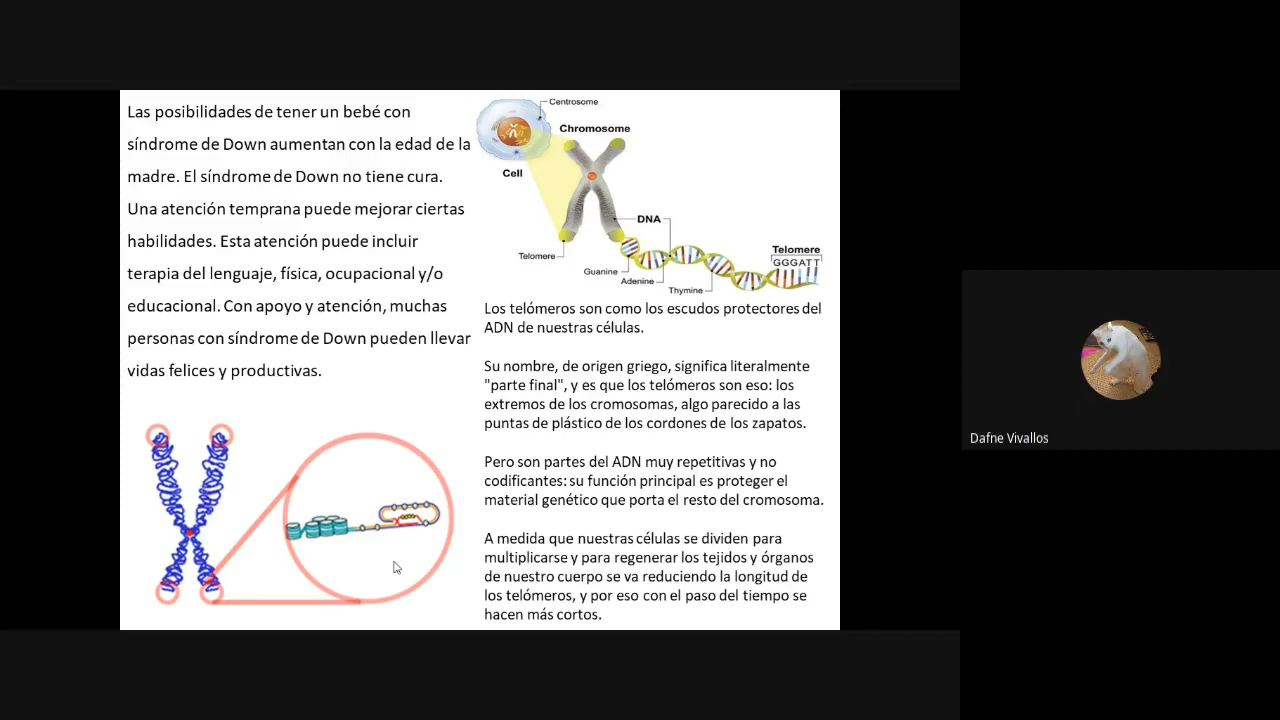 Las posibilidades de tener un bebé con
síndrome de Down aumentan con la edad de la
madre. El síndrome de Down no tiene cura.
Una atención temprana puede mejorar ciertas
habilidades. Esta atención puede incluir
terapia del lenguaje, física, ocupacional y/o
educacional. Con apoyo y atención, muchas
personas con síndrome de Down pueden llevar
vidas felices y productivas.
Centrosome
Chromosome
Cell
DNA
Telomere
Telomere
GGGATT
Guanine
Adenine
Thymine
Los telómeros son como los escudos protectores del
ADN de nuestras células.
Su nombre, de origen griego, significa literalmente
"parte final", y es que los telómeros son eso: los
extremos de los cromosomas, algo parecido a las
puntas de plástico de los cordones de los zapatos.
Pero son partes del ADN muy repetitivas y no
codificantes: su función principal es proteger el
material genético que porta el resto del cromosoma.
A medida que nuestras células se dividen para
multiplicarse y para regenerar los tejidos y órganos
de nuestro cuerpo se va reduciendo la longitud de
los telómeros, y por eso con el paso del tiempo se
hacen más cortos.
Dafne Vivallos